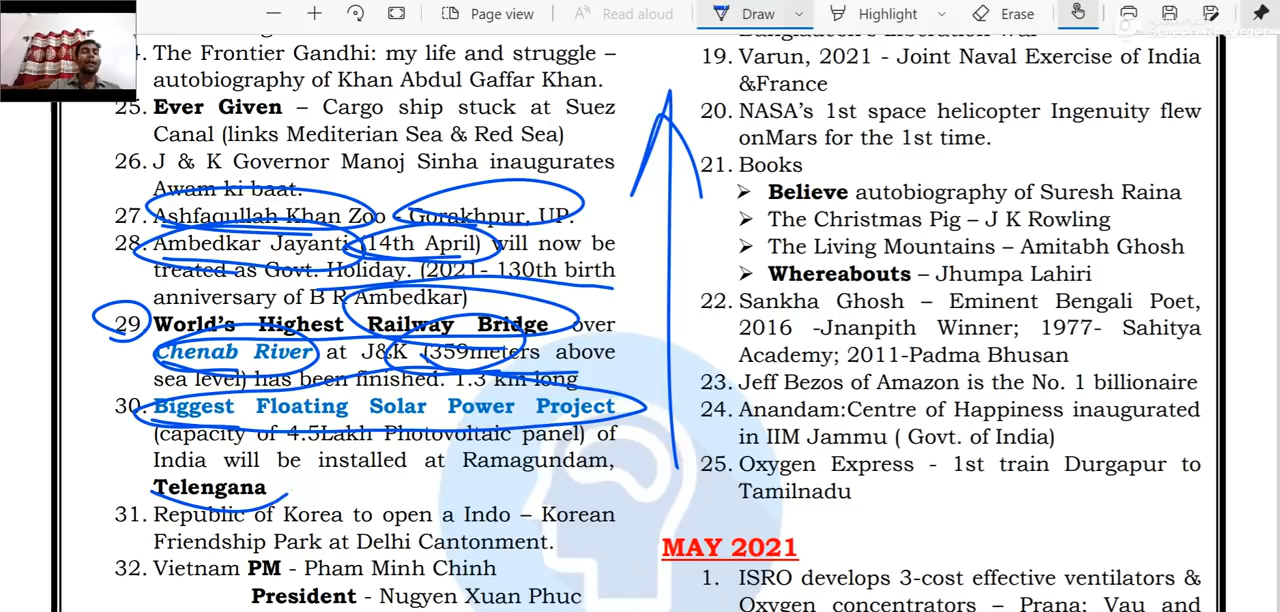 Page view
Read aloud
Draw
Highlight
Erase
Screen Recorder
The Frontier Gandhi: my life and struggle –
autobiography of Khan Abdul Gaffar Khan.
25. Ever Given – Cargo ship stuck at Suez
Canal (links Mediterian Sea & Red Sea)
26. J & K Governor Manoj Sinha inaugurates
Awam ki baat.
27. Ashfaqullah Khan Zoo - Gorakhpur, UP.
28. Ambedkar Jayanti (14th April) will now be
treated as Govt. Holiday. (2021- 130th birth
anniversary of B R Ambedkar)
29. World's Highest Railway Bridge over
Chenab River at J&K (359meters above
sea level) has been finished. 1.3 km long
30. Biggest Floating Solar Power Project
(capacity of 4.5Lakh Photovoltaic panel) of
India will be installed at Ramagundam,
Telengana
31. Republic of Korea to open a Indo – Korean
Friendship Park at Delhi Cantonment.
32. Vietnam PM - Pham Minh Chinh
President - Nugyen Xuan Phuc
Bangladesh's Liberation War
19. Varun, 2021 - Joint Naval Exercise of India
&France
20. NASA's 1st space helicopter Ingenuity flew
onMars for the 1st time.
21. Books
➢ Believe autobiography of Suresh Raina
➢ The Christmas Pig – J K Rowling
➢ The Living Mountains – Amitabh Ghosh
➢ Whereabouts – Jhumpa Lahiri
22. Sankha Ghosh – Eminent Bengali Poet,
2016 -Jnanpith Winner; 1977- Sahitya
Academy; 2011-Padma Bhusan
23. Jeff Bezos of Amazon is the No. 1 billionaire
24. Anandam:Centre of Happiness inaugurated
in IIM Jammu ( Govt. of India)
25. Oxygen Express - 1st train Durgapur to
Tamilnadu
MAY 2021
1. ISRO develops 3-cost effective ventilators &
Oxygen concentrators – Prana; Vau and